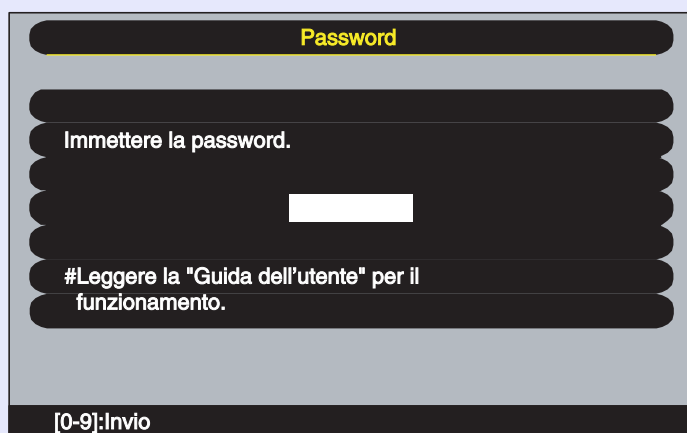 Password
Immettere la password.
#Leggere la "Guida dell'utente" per il
funzionamento.
[0-9]:Invio